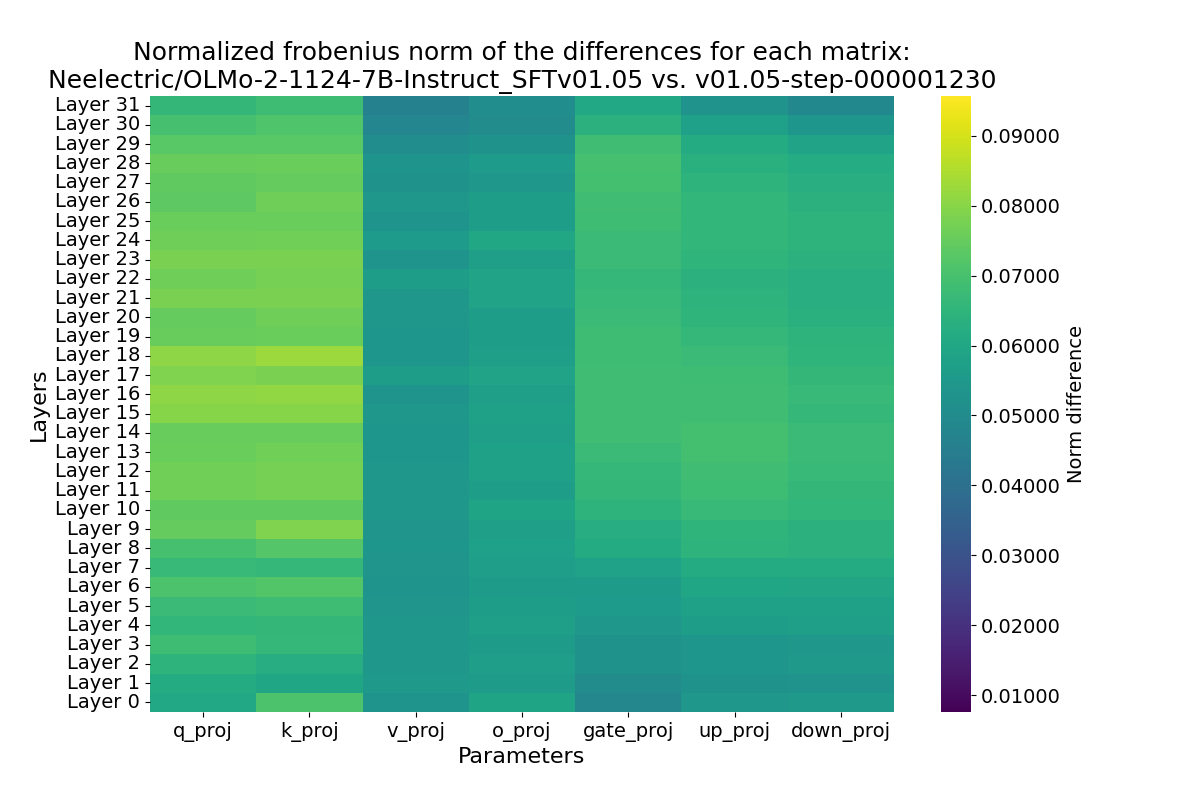 Normalized frobenius norm of the differences for each matrix:
Neelectric/OLMo-2-1124-7B-Instruct_SFTv01.05 vs. v01.05-step-000001230
Layers
Layer 31
Layer 30
Layer 29
Layer 28
Layer 27
Layer 26
Layer 25
Layer 24
Layer 23
Layer 22
Layer 21
Layer 20
Layer 19
Layer 18
Layer 17
Layer 16
Layer 15
Layer 14
Layer 13
Layer 12
Layer 11
Layer 10
Layer 9
Layer 8
Layer 7
Layer 6
Layer 5
Layer 4
Layer 3
Layer 2
Layer 1
Layer 0
q_proj k_proj v_proj o_proj gate_proj up_proj down_proj
Parameters
0.09000
0.08000
0.07000
0.06000
0.05000
0.04000
0.03000
0.02000
0.01000
Norm difference